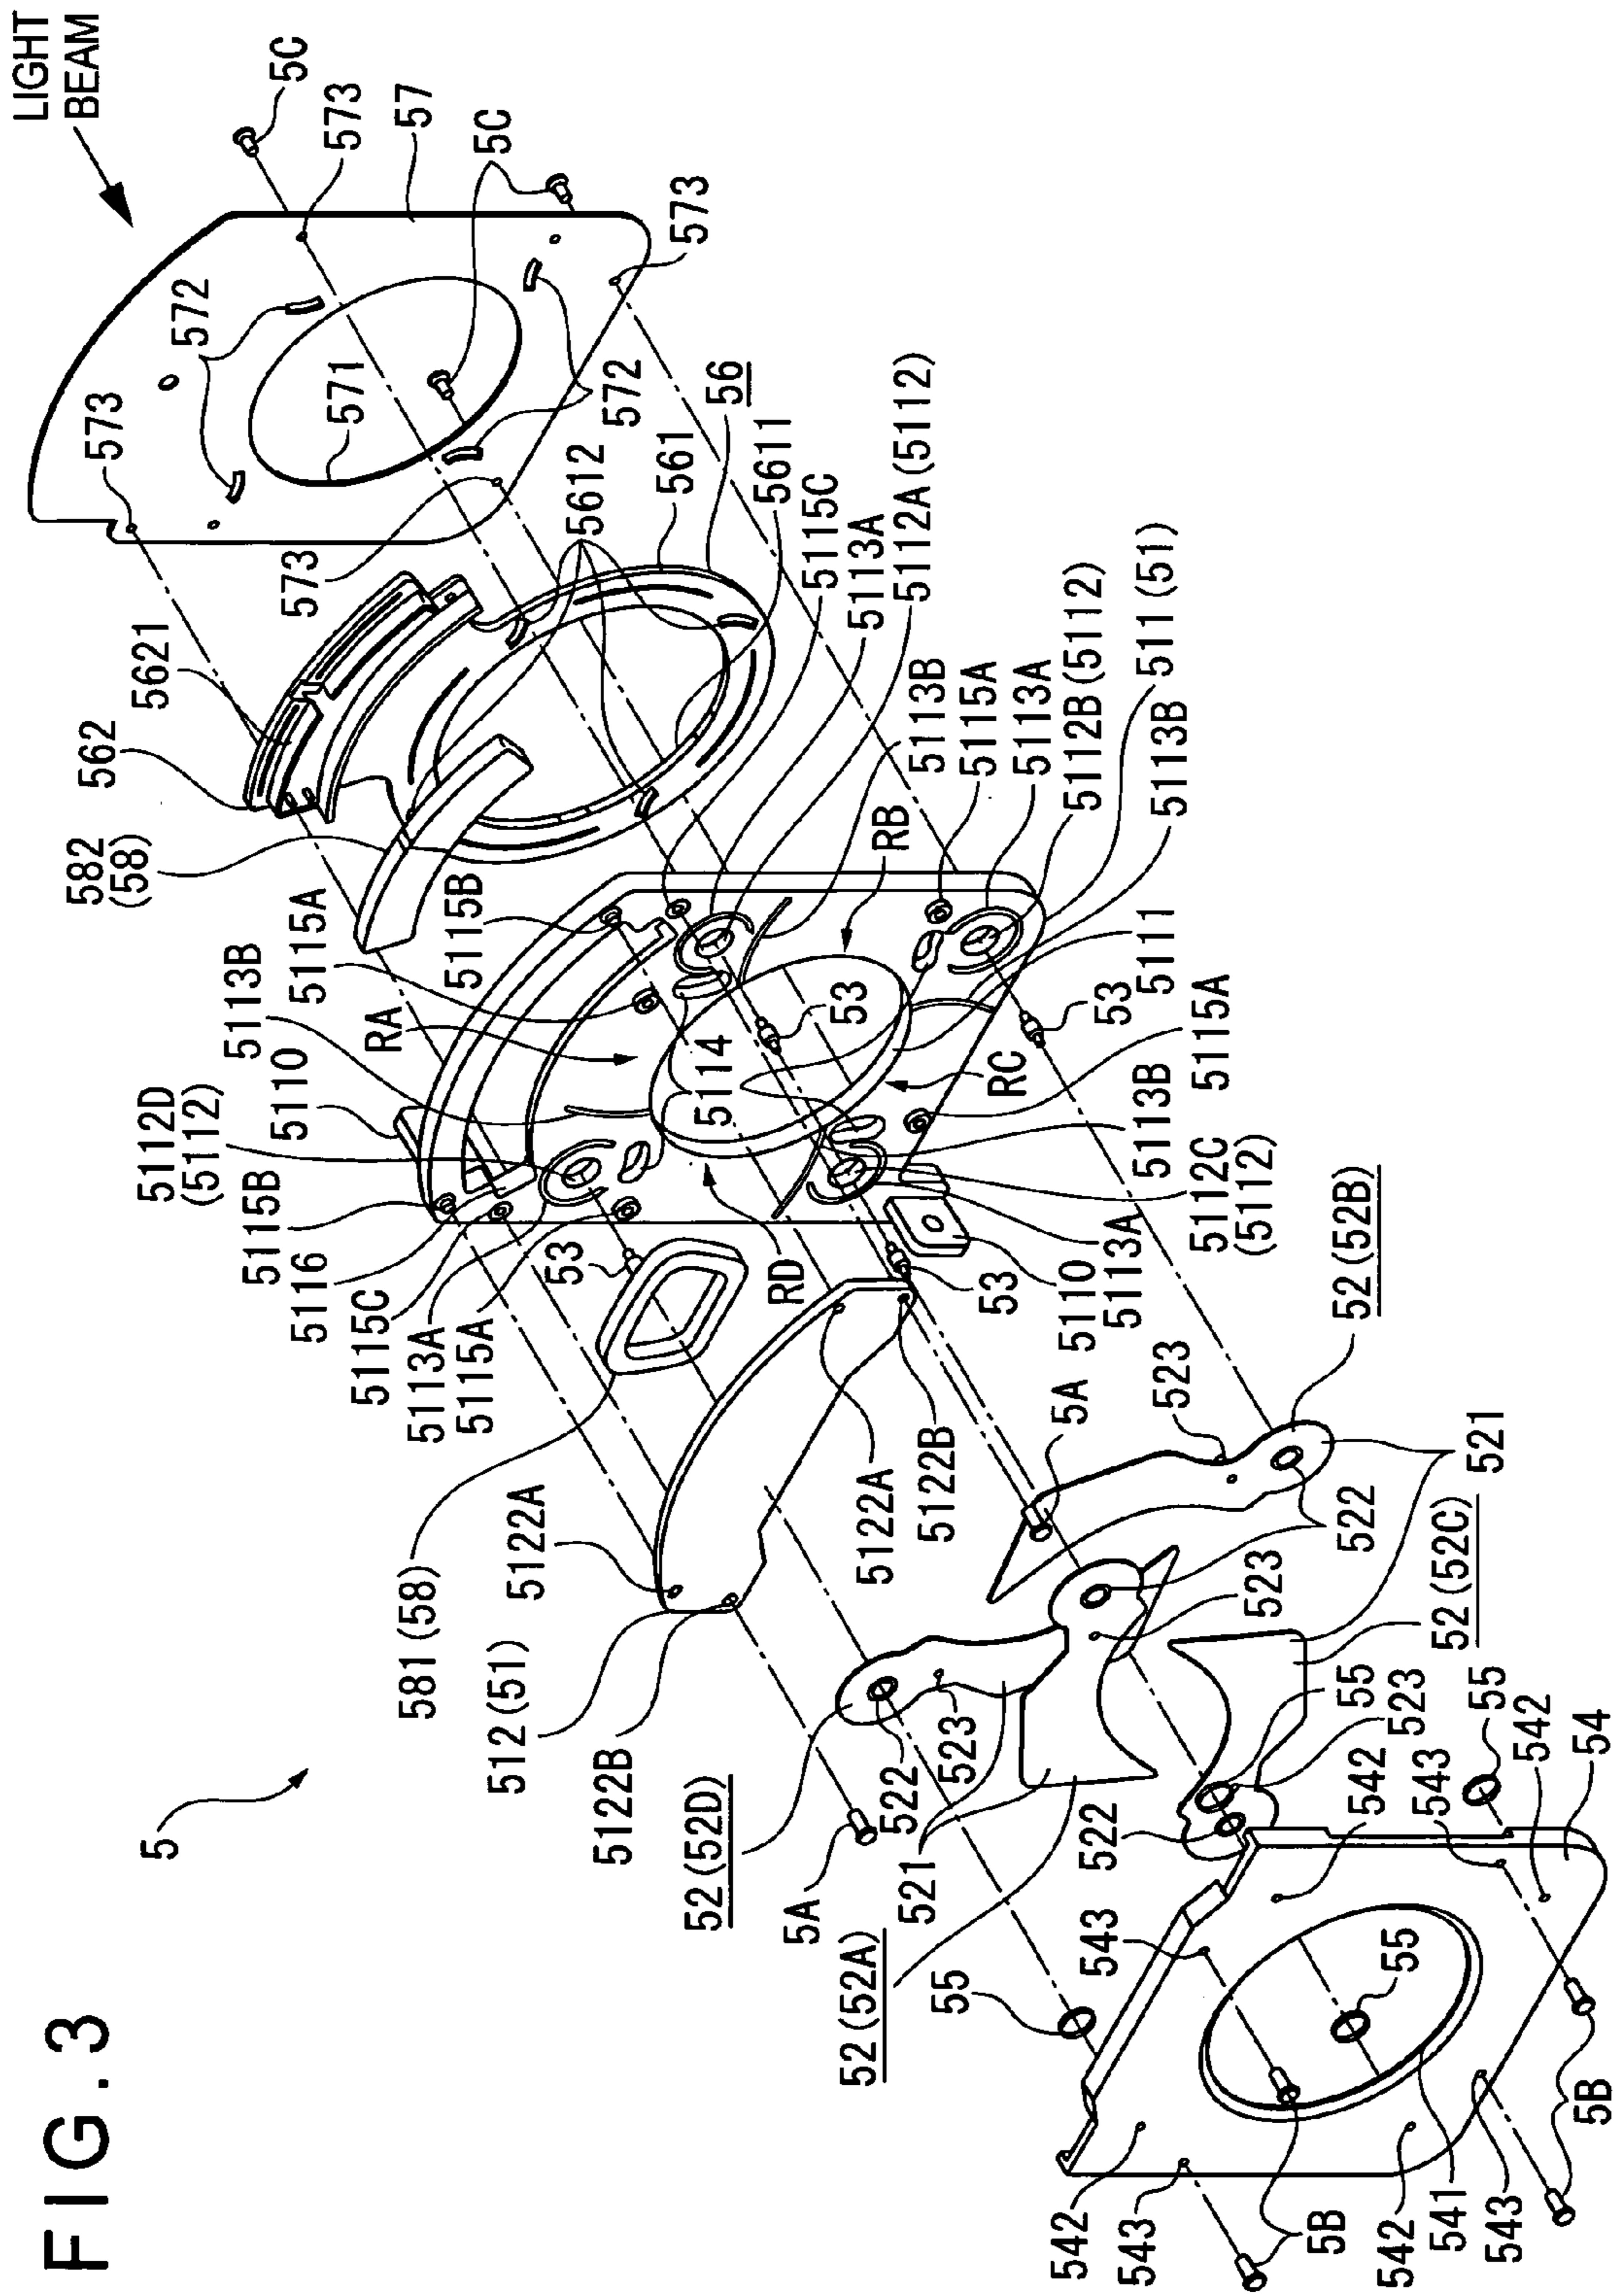 FIG.3
5
LIGHT
BEAM
5C
573
57
5C
573
572
571
573
572
573
5612
561
56
5611
5115C
5113A
5112A(5112)
5621
562
582
(58)
5113B
5115A
5113A
5112B(5112)
511(51)
5113B
5111
5115A
RB
53
53
RC
5114
5115B
RA
5115A
5113B
5110
5112D
(5112)
5115B
5116
5115C
5113A
5115A
53
RD
53
5110
5113A
5112C
(5112)
5113B
581(58)
512(51)
5122A
5122B
5122A
5122B
5A
5A
523
52(52B)
521
522
52(52C)
523
55
523
522
52(52D)
522
523
521
52(52A)
55
55
542
54
543
542
543
55
5B
542
543
5B
542
541
543